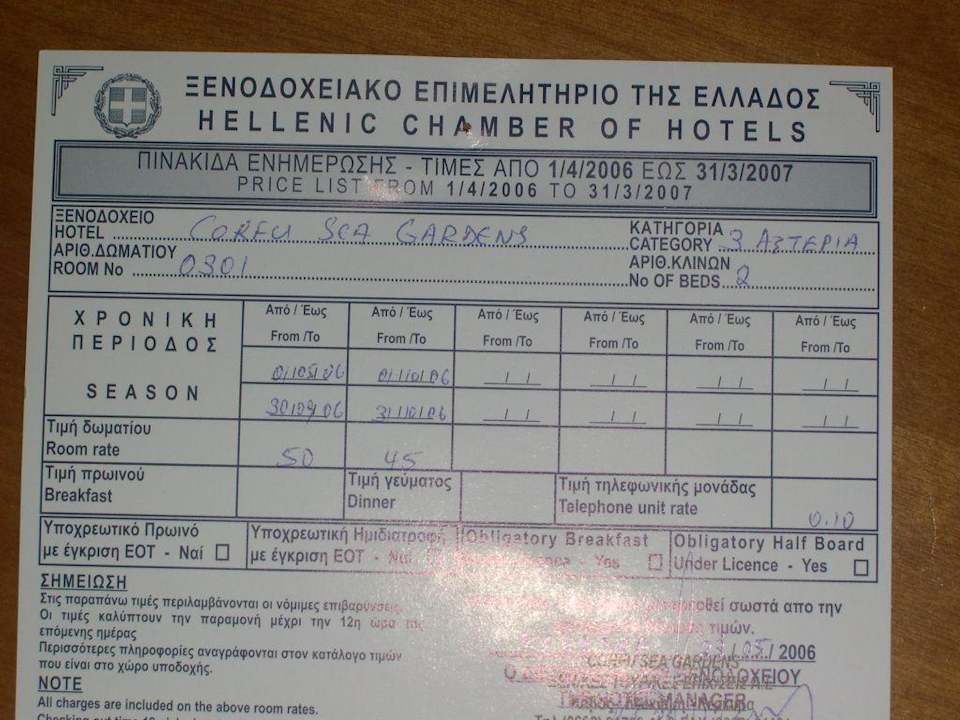 ΞΕΝΟΔΟΧΕΙΑΚΟ ΕΠΙΜΕΛΗΤΗΡΙΟ ΤΗΣ ΕΛΛΑΔΟΣ
HELLENIC CHAMBER OF HOTELS
ΠΙΝΑΚΙΔΑ ΕΝΗΜΕΡΩΣΗΣ - ΤΙΜΕΣ ΑΠΟ 1/4/2006 ΕΩΣ 31/3/2007
PRICE LIST FROM 1/4/2006 TO 31/3/2007
ΞΕΝΟΔΟΧΕΙΟ
HOTEL CORFU SEA GARDENS
ΚΑΤΗΓΟΡΙΑ
CATEGORY 3 ΑΣΤΕΡΙΑ
ΑΡΙΘ.ΔΩΜΑΤΙΟΥ
ROOM No 0301
ΑΡΙΘ.ΚΛΙΝΩΝ
No OF BEDS 2
ΧΡΟΝΙΚΗ
ΠΕΡΙΟΔΟΣ
SEASON
Από / Έως Από / Έως Από / Έως Από / Έως Από / Έως Από / Έως
From /To From /To From /To From /To From /To From /To
01/05/06 01/10/06 / / / / / / / /
30/09/06 31/10/06 / / / / / / / /
Τιμή δωματίου
Room rate 50 45
Τιμή πρωινού
Breakfast
Τιμή γεύματος
Dinner
Τιμή τηλεφωνικής μονάδας
Telephone unit rate 0.10
Υποχρεωτικό Πρωινό
με έγκριση ΕΟΤ - Ναί
Υποχρεωτική Ημιδιατροφή
με έγκριση ΕΟΤ - Ναί
Obligatory Breakfast
- Yes
Obligatory Half Board
Under Licence - Yes
ΣΗΜΕΙΩΣΗ
Στις παραπάνω τιμές περιλαμβάνονται οι νόμιμες επιβαρύνσεις.
Οι τιμές καλύπτουν την παραμονή μέχρι την 12η ώρα της
επόμενης ημέρας
Περισσότερες πληροφορίες αναγράφονται στον κατάλογο τιμών
που είναι στο χώρο υποδοχής.
NOTE
All charges are included on the above room rates.
σωστά απο την
τιμών.
/05/ 2006
CORFU SEA GARDENS
THE HOTEL MANAGER